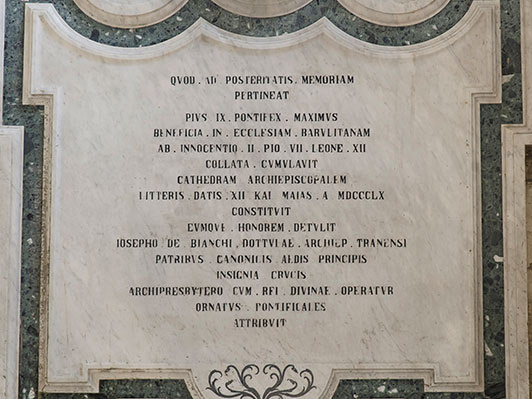 QVOD . AD POSTERITATIS . MEMORIAM
PERTINEAT
PIVS IX . PONTIFEX . MAXIMVS
BENEFICIA . IN . ECCLESIAM . BARVLITANAM
AB . INNOCENTIO . II . PIO . VII . LEONE . XII
COLLATA . CVMVLAVIT
CATHEDRAM ARCHIEPISCOPALEM
LITTERIS . DATIS . XII KAL MAIAS . A MDCCCLX
CONSTITVIT
EVMQVE . HONOREM . DETVLIT
IOSEPHO DE BIANCHI . DOTTVLAE . ARCHIEP . TRANENSI
PATRIBVS . CANONICIS AEDIS PRINCIPIS
INSIGNIA CRVCIS
ARCHIPRESBYTERO CVM . REI . DIVINAE . OPERATVR
ORNATVS . PONTIFICALES
ATTRIBVIT